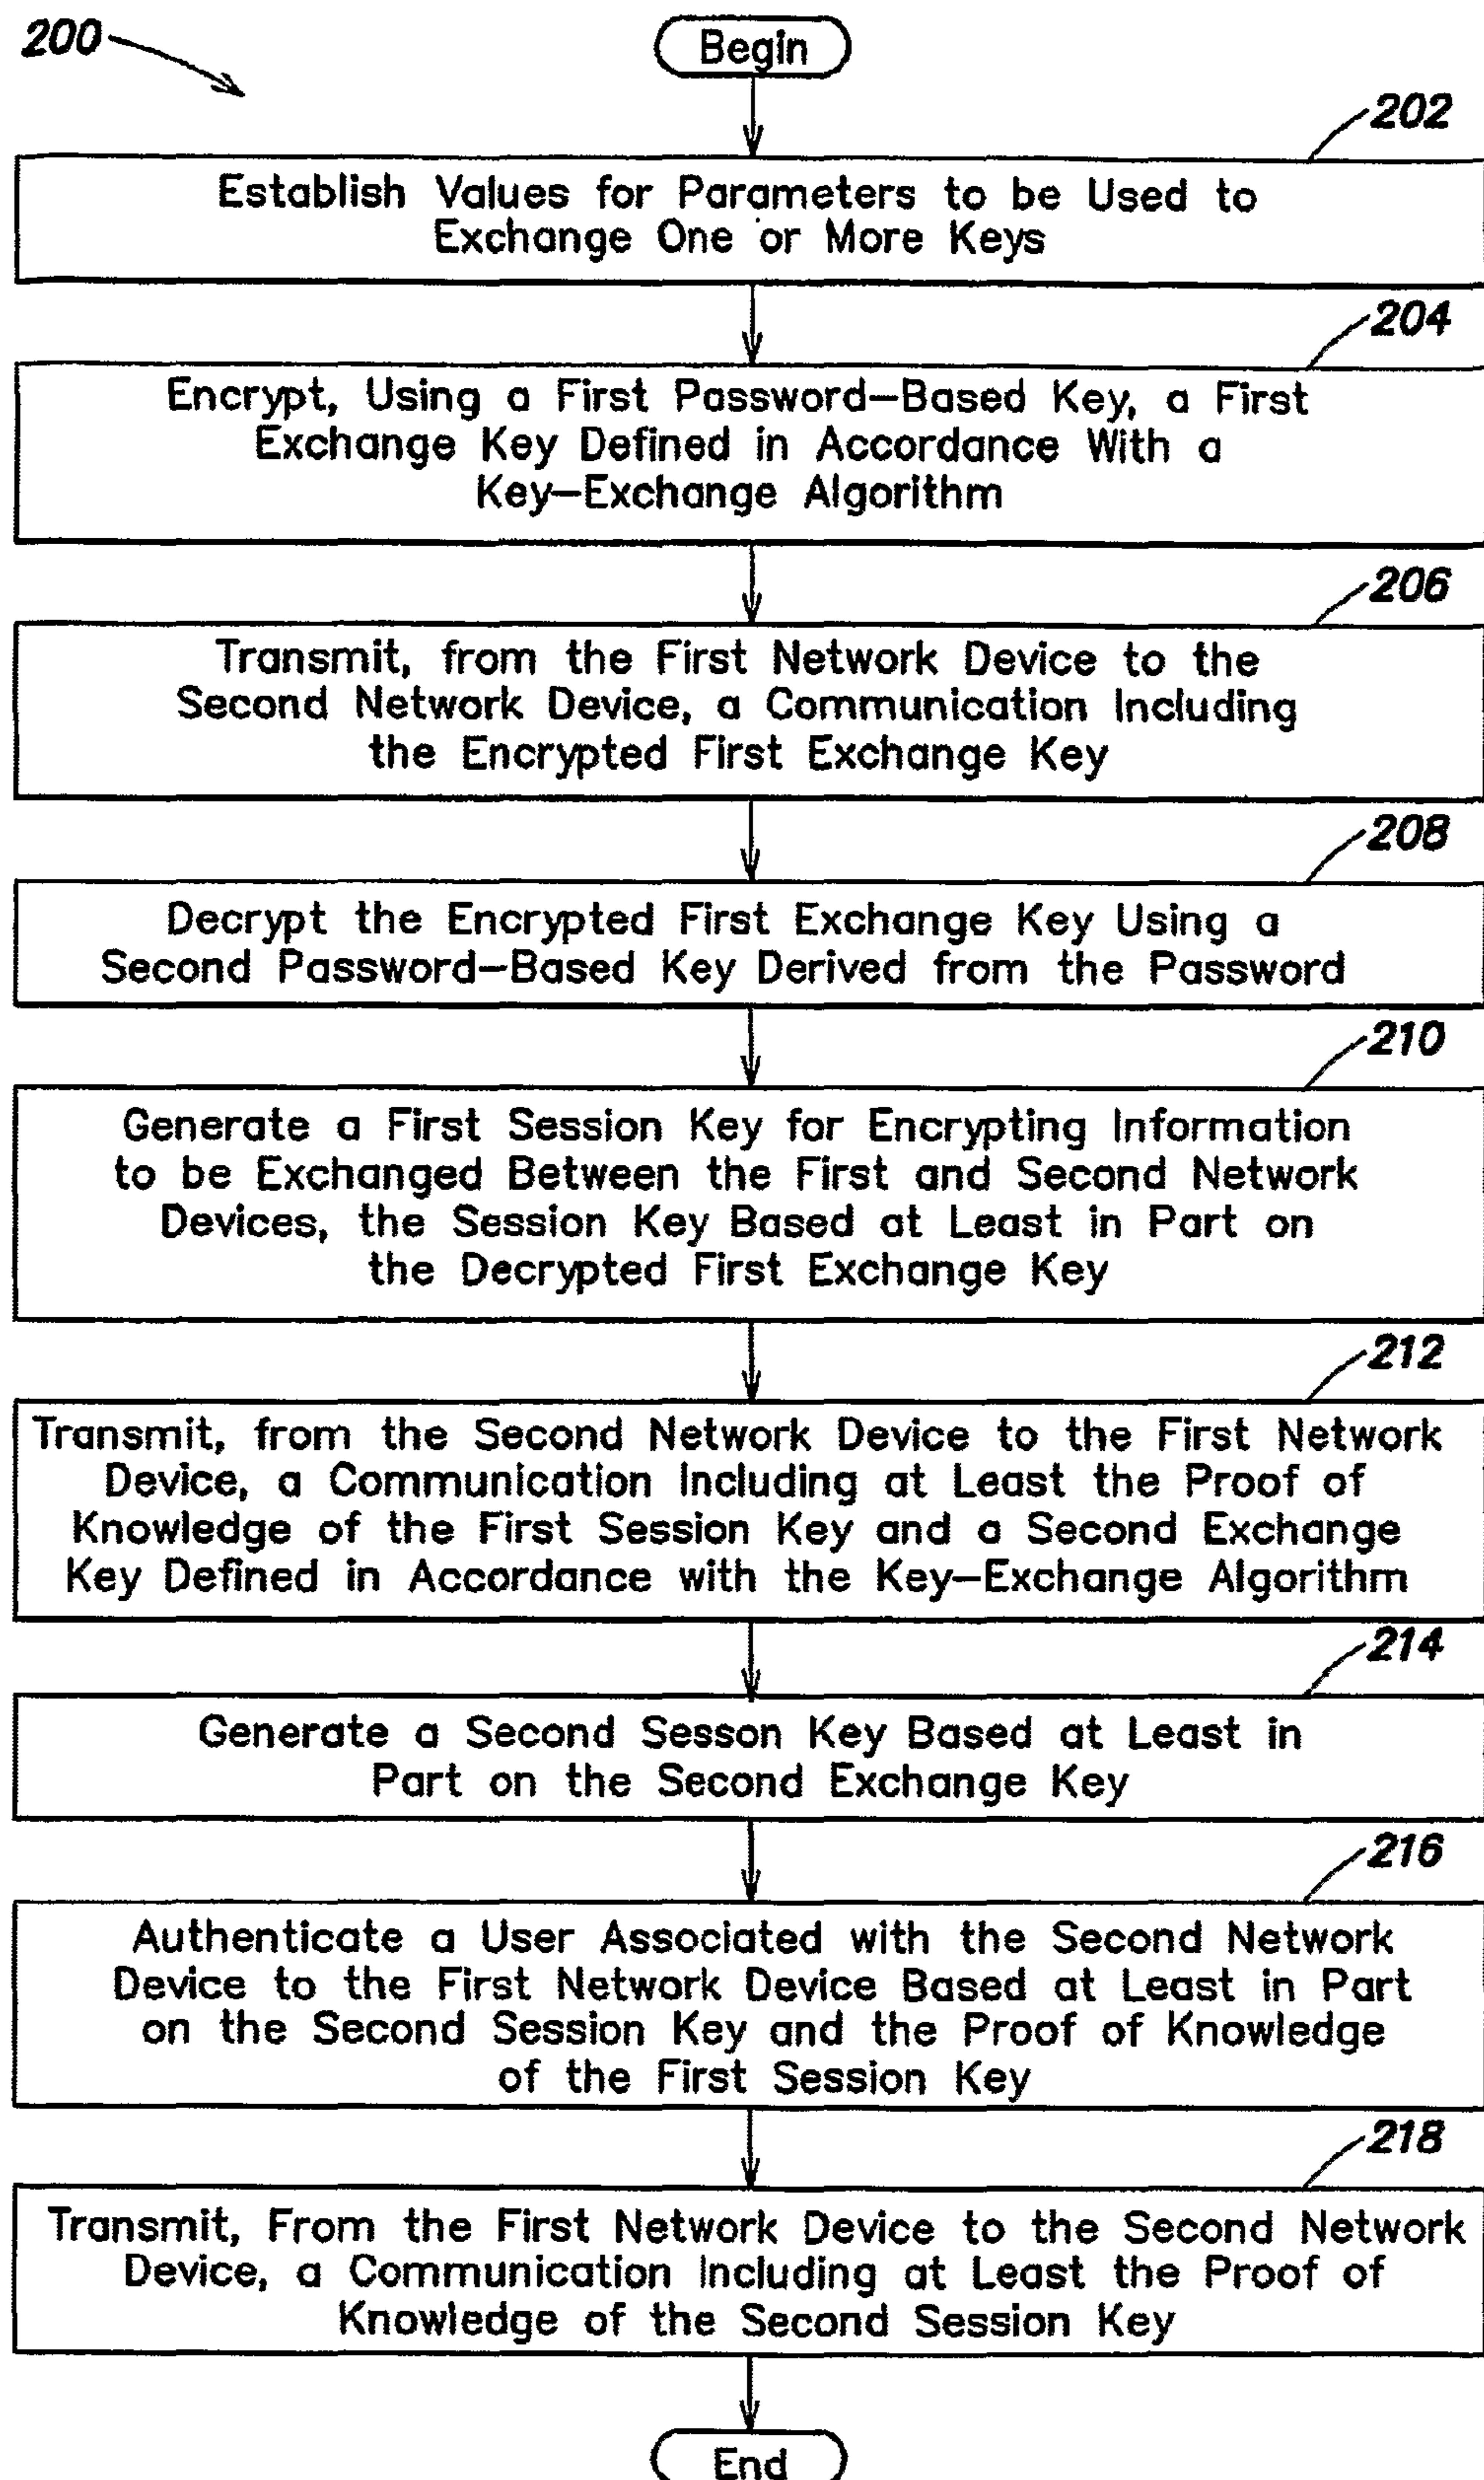 200
Begin
202
Establish Values for Parameters to be Used to
Exchange One or More Keys
204
Encrypt, Using a First Password-Based Key, a First
Exchange Key Defined in Accordance With a
Key-Exchange Algorithm
206
Transmit, from the First Network Device to the
Second Network Device, a Communication Including
the Encrypted First Exchange Key
208
Decrypt the Encrypted First Exchange Key Using a
Second Password-Based Key Derived from the Password
210
Generate a First Session Key for Encrypting Information
to be Exchanged Between the First and Second Network
Devices, the Session Key Based at Least in Part on
the Decrypted First Exchange Key
212
Transmit, from the Second Network Device to the First Network
Device, a Communication Including at Least the Proof of
Knowledge of the First Session Key and a Second Exchange
Key Defined in Accordance with the Key-Exchange Algorithm
214
Generate a Second Sesson Key Based at Least in
Part on the Second Exchange Key
216
Authenticate a User Associated with the Second Network
Device to the First Network Device Based at Least in Part
on the Second Session Key and the Proof of Knowledge
of the First Session Key
218
Transmit, From the First Network Device to the Second Network
Device, a Communication Including at Least the Proof of
Knowledge of the Second Session Key
End